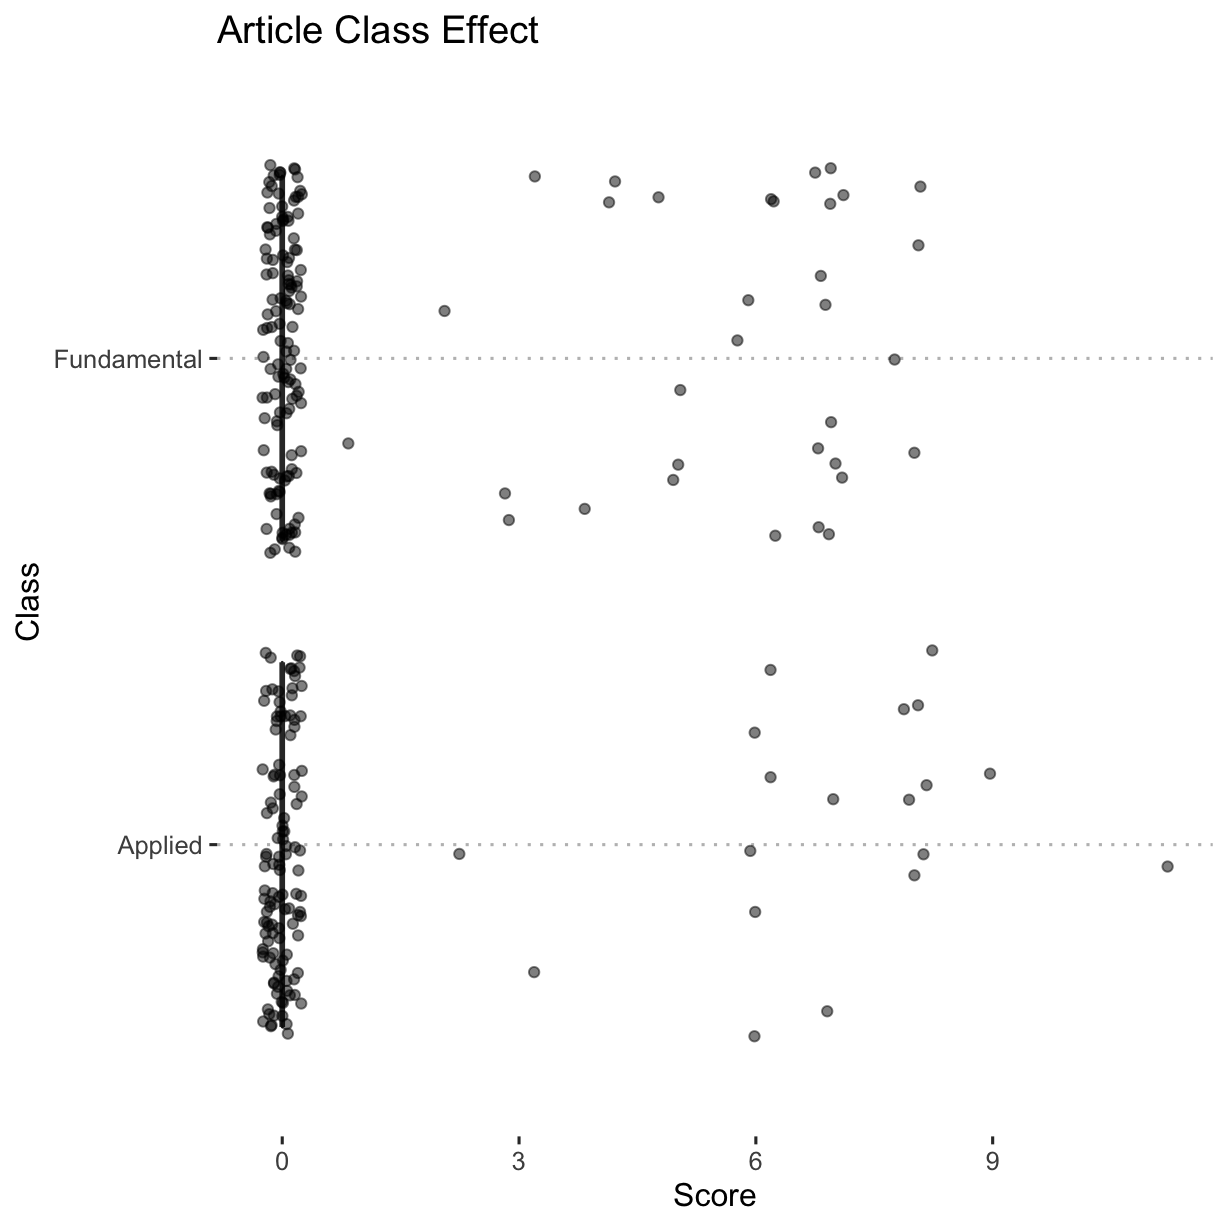 Article Class Effect
Fundamental
Class
Applied
0 3 6 9
Score